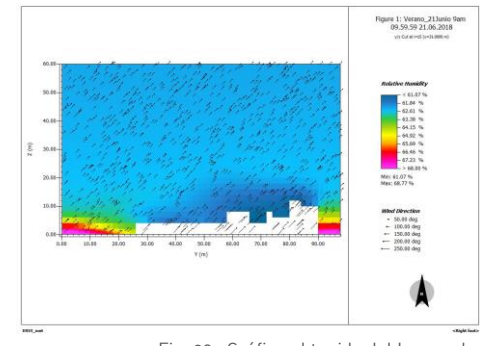 Figure 1: Verano_21Junio 9am
09.59.59 21.06.2018
Relative Humidity
61.84 %
62.61 %
63.38 %
64.15 %
64.92 %
65.69 %
66.46 %
67.23 %
Min: 61.07 %
Max: 68.77 %
Wind Direction
50.00 deg
100.00 deg
150.00 deg
200.00 deg
250.00 deg
60.00
50.00
40.00
30.00
20.00
10.00
0.00
Z (m)
0.00 10.00 20.00 30.00 40.00 50.00 60.00 70.00 80.00 90.00
Y (m)
<Right foot>